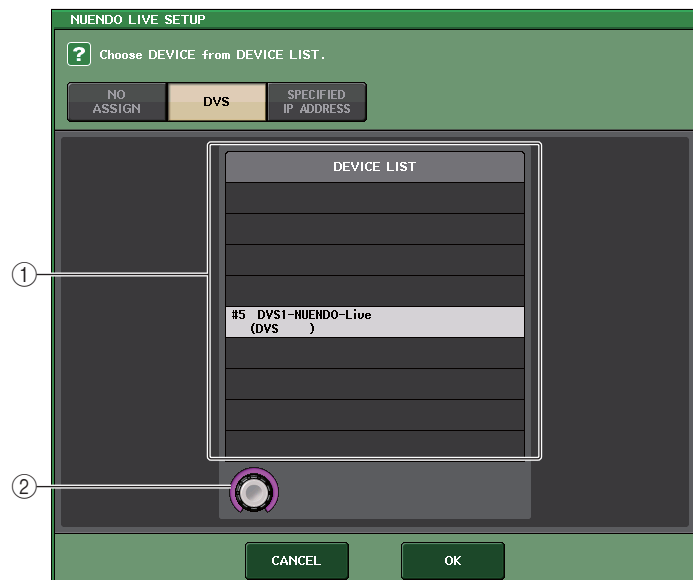 NUENDO LIVE SETUP
? Choose DEVICE from DEVICE LIST.
NO
ASSIGN
DVS
SPECIFIED
IP ADDRESS
DEVICE LIST
①
#5 DVS1-NUENDO-Live
(DVS )
②
CANCEL
OK